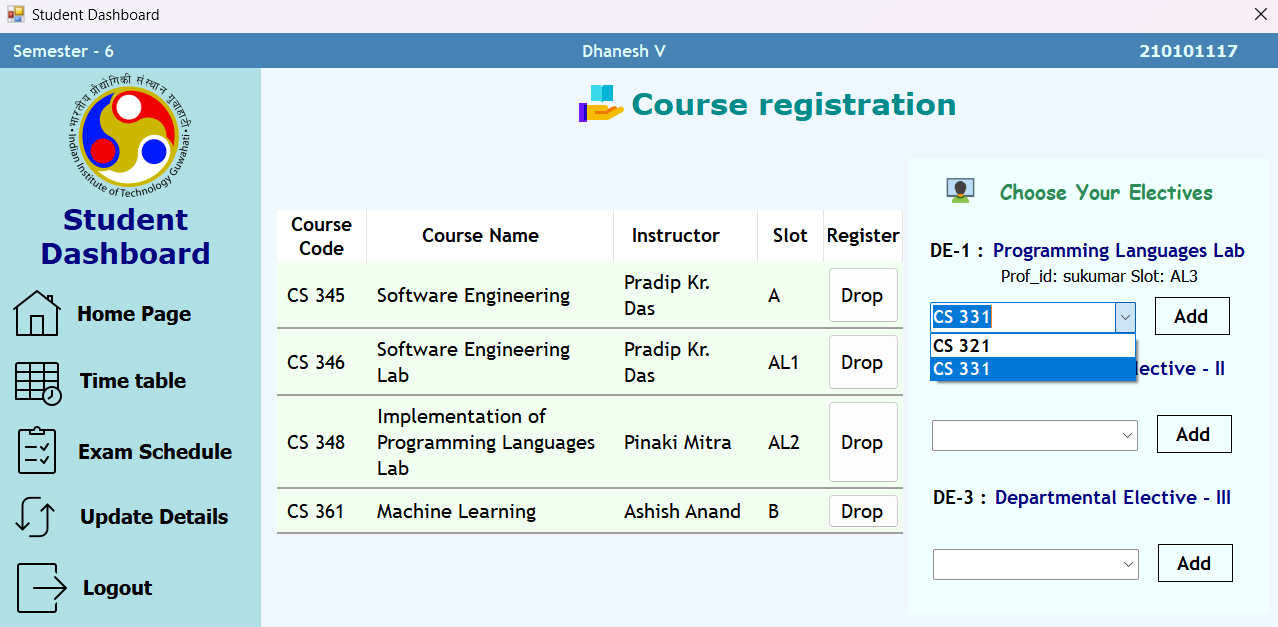 Student Dashboard
Semester - 6
Dhanesh V
210101117
भारतीय प्रौद्योगिकी संस्थान गुवाहाटी
Indian Institute of Technology Guwahati
Student
Dashboard
Home Page
Time table
Exam Schedule
Update Details
Logout
Course registration
Course
Code
Course Name
Instructor
Slot
Register
CS 345
Software Engineering
Pradip Kr.
Das
A
Drop
CS 346
Software Engineering
Lab
Pradip Kr.
Das
AL1
Drop
CS 348
Implementation of
Programming Languages
Lab
Pinaki Mitra
AL2
Drop
CS 361
Machine Learning
Ashish Anand
B
Drop
Choose Your Electives
DE-1 : Programming Languages Lab
Prof_id: sukumar Slot: AL3
CS 331
Add
CS 321
CS 331
lective - II
Add
DE-3 : Departmental Elective - III
Add